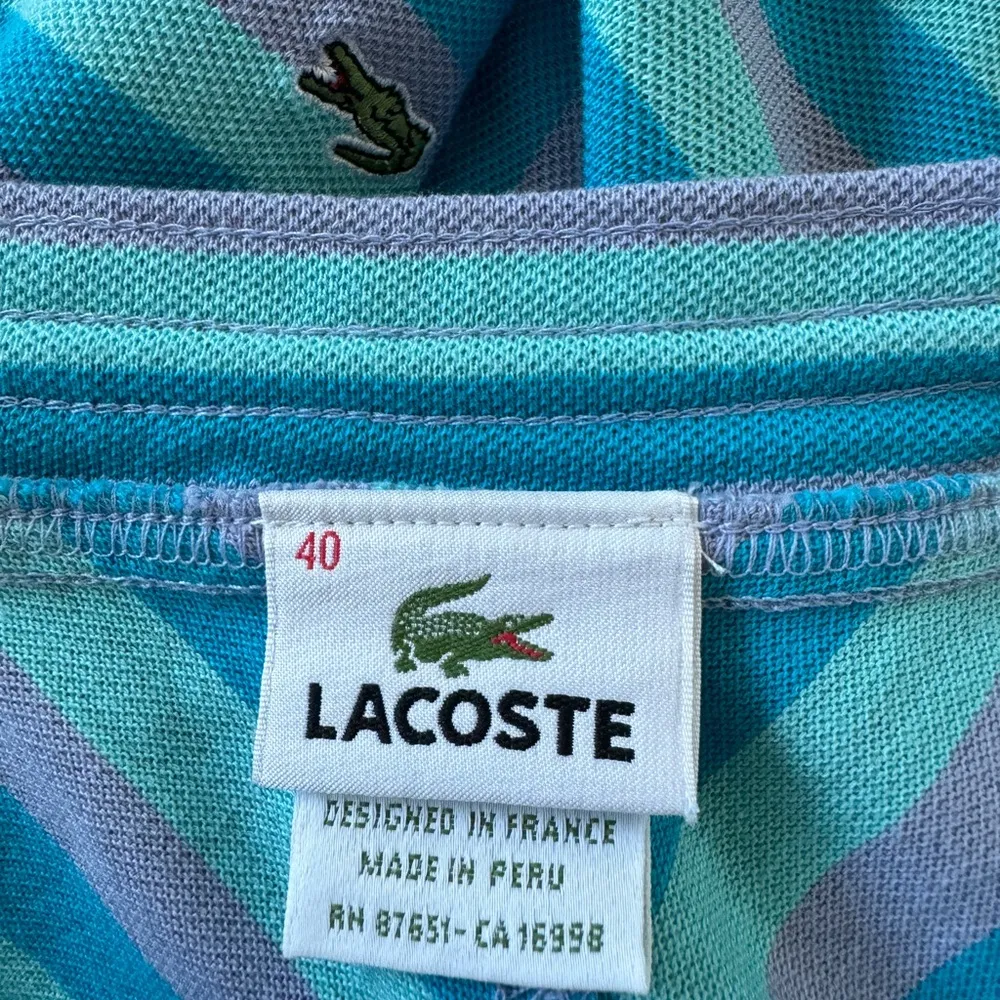 40
LACOSTE
DESIGNED IN FRANCE
MADE IN PERU
RN 87651-CA 16998